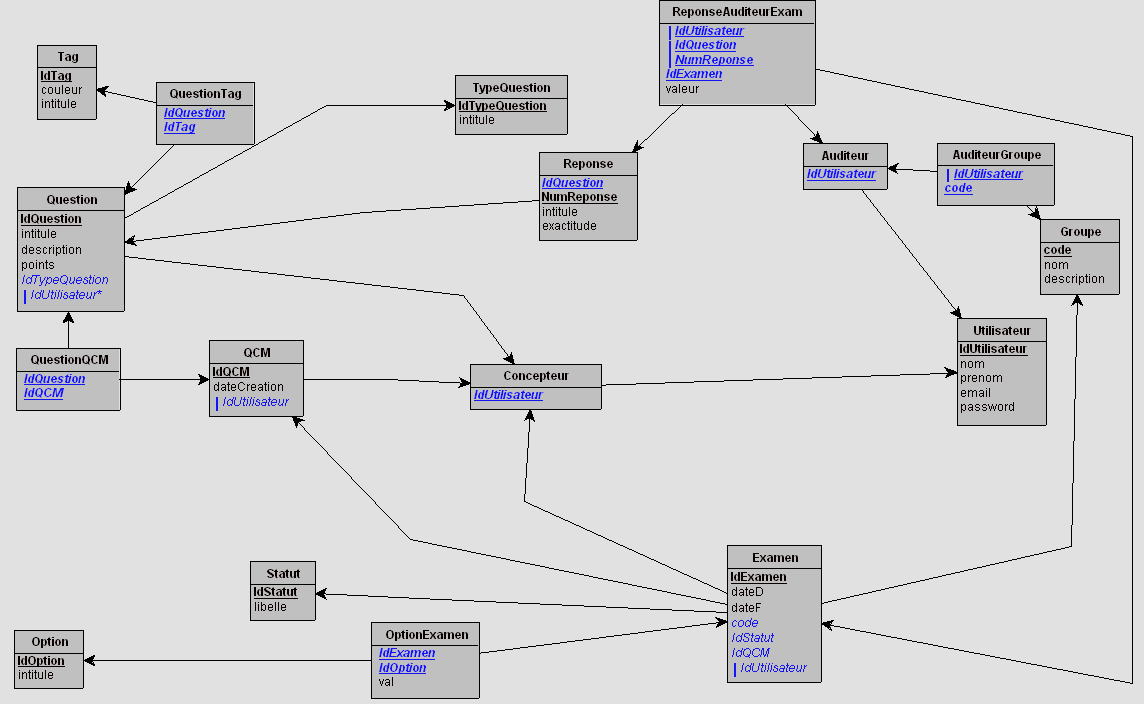 ReponseAuditeurExam
IdUtilisateur
IdQuestion
NumReponse
IdExamen
valeur
Tag
IdTag
couleur
intitule
QuestionTag
IdQuestion
IdTag
TypeQuestion
IdTypeQuestion
intitule
Reponse
IdQuestion
NumReponse
intitule
exactitude
Auditeur
IdUtilisateur
AuditeurGroupe
IdUtilisateur
code
Question
IdQuestion
intitule
description
points
IdTypeQuestion
IdUtilisateur*
Groupe
code
nom
description
Utilisateur
IdUtilisateur
nom
prenom
email
password
QuestionQCM
IdQuestion
IdQCM
QCM
IdQCM
dateCreation
IdUtilisateur
Concepteur
IdUtilisateur
Examen
IdExamen
dateD
dateF
code
IdStatut
IdQCM
IdUtilisateur
Statut
IdStatut
libelle
Option
IdOption
intitule
OptionExamen
IdExamen
IdOption
val